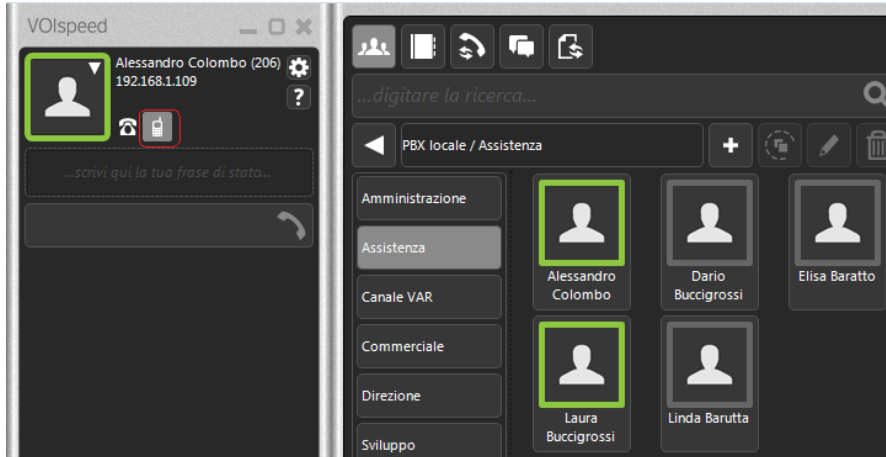 VOIspeed
Alessandro Colombo (206)
192.168.1.109
?
...scrivi qui la tua frase di stato...
...digitare la ricerca...
PBX locale / Assistenza
Amministrazione
Assistenza
Canale VAR
Commerciale
Direzione
Sviluppo
Alessandro
Colombo
Dario
Buccigrossi
Elisa Baratto
Laura
Buccigrossi
Linda Barutta